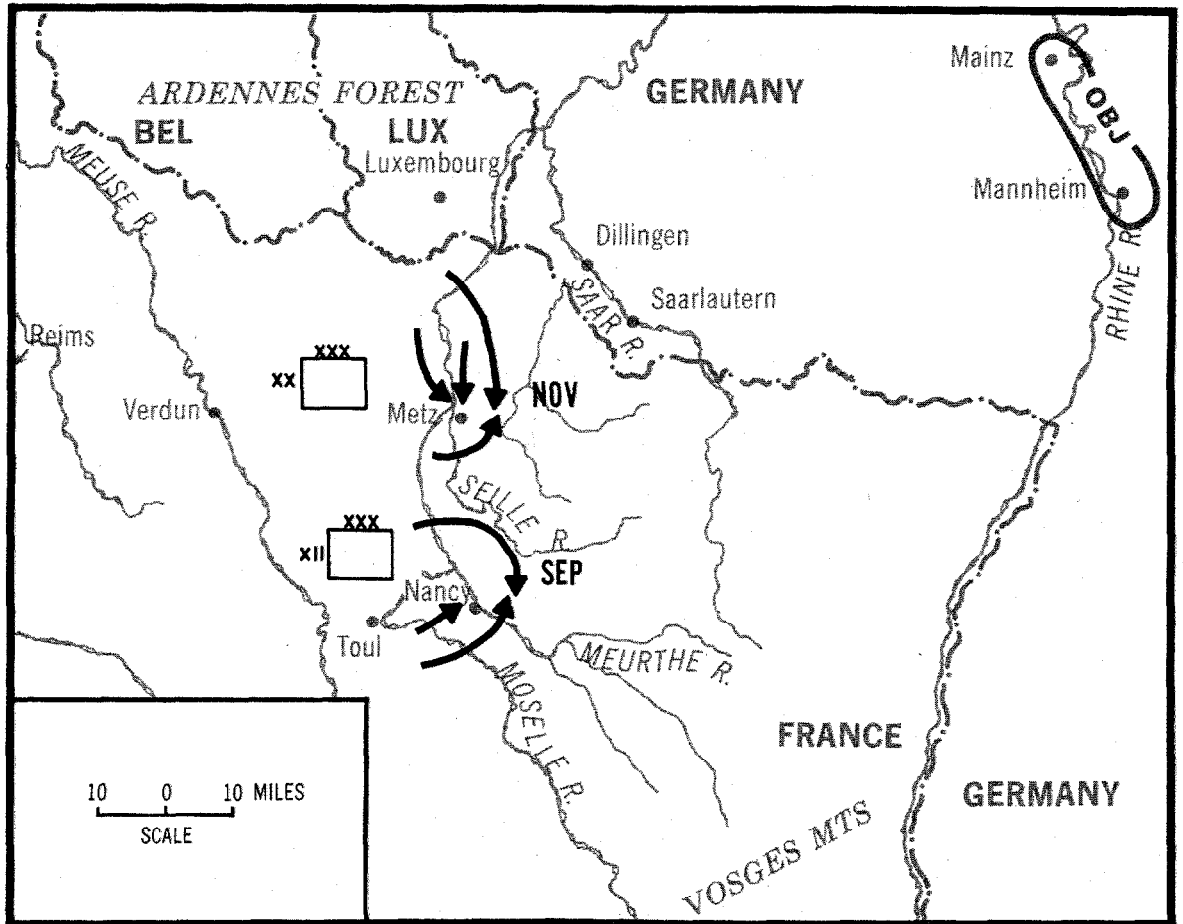 Mainz
OBJ
ARDENNES FOREST
GERMANY
BEL
LUX
Luxembourg
MEUSE R.
Mannheim
Dillingen
RHINE R.
SAAR R.
Saarlautern
Reims
XXX
XX
NOV
Verdun
Metz
SEILLE R.
XXX
XII
SEP
Nancy
Toul
MEURTHE R.
MOSELLE R.
FRANCE
10 0 10 MILES
SCALE
GERMANY
VOSGES MTS